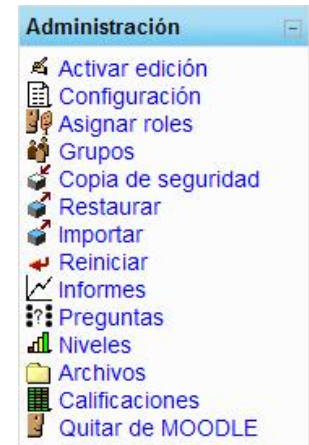 Administración
Activar edición
Configuración
Asignar roles
Grupos
Copia de seguridad
Restaurar
Importar
Reiniciar
Informes
Preguntas
Niveles
Archivos
Calificaciones
Quitar de MOODLE